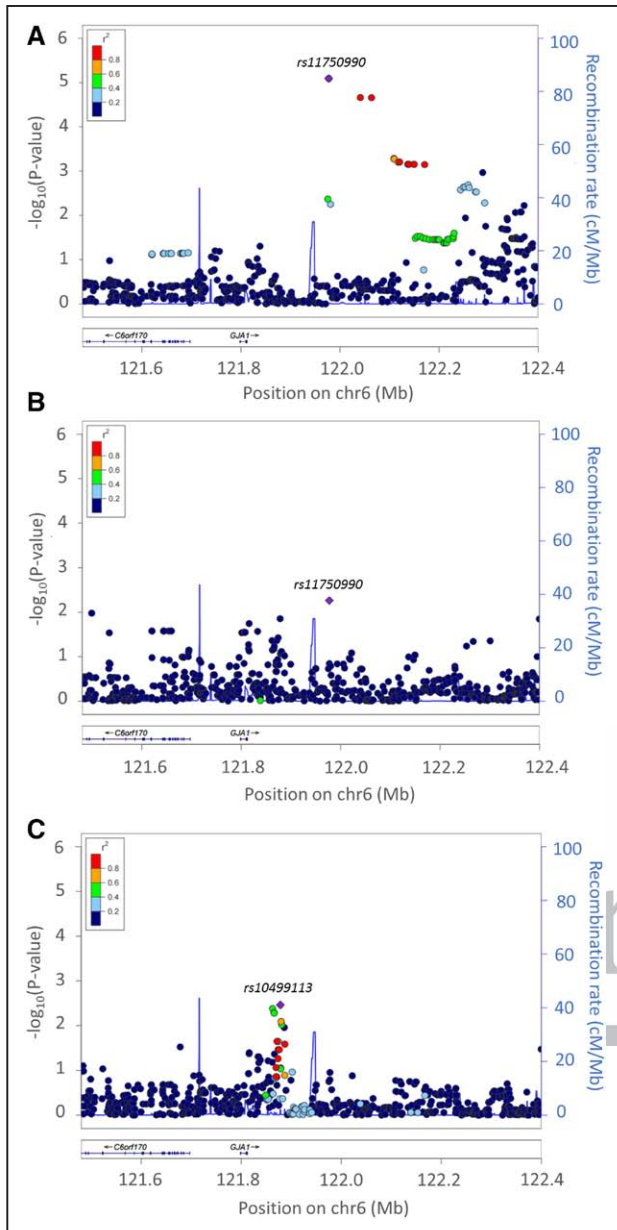 A
6
5
4
3
2
1
0
-log10(P-value)
r²
0.8
0.6
0.4
0.2
rs11750990
100
80
60
40
20
0
Recombination rate (cM/Mb)
←C6orf170
GJA1→
121.6 121.8 122.0 122.2 122.4
Position on chr6 (Mb)
B
6
5
4
3
2
1
0
-log10(P-value)
r²
0.8
0.6
0.4
0.2
rs11750990
100
80
60
40
20
0
Recombination rate (cM/Mb)
←C6orf170
GJA1→
121.6 121.8 122.0 122.2 122.4
Position on chr6 (Mb)
C
6
5
4
3
2
1
0
-log10(P-value)
r²
0.8
0.6
0.4
0.2
rs10499113
100
80
60
40
20
0
Recombination rate (cM/Mb)
←C6orf170
GJA1→
121.6 121.8 122.0 122.2 122.4
Position on chr6 (Mb)